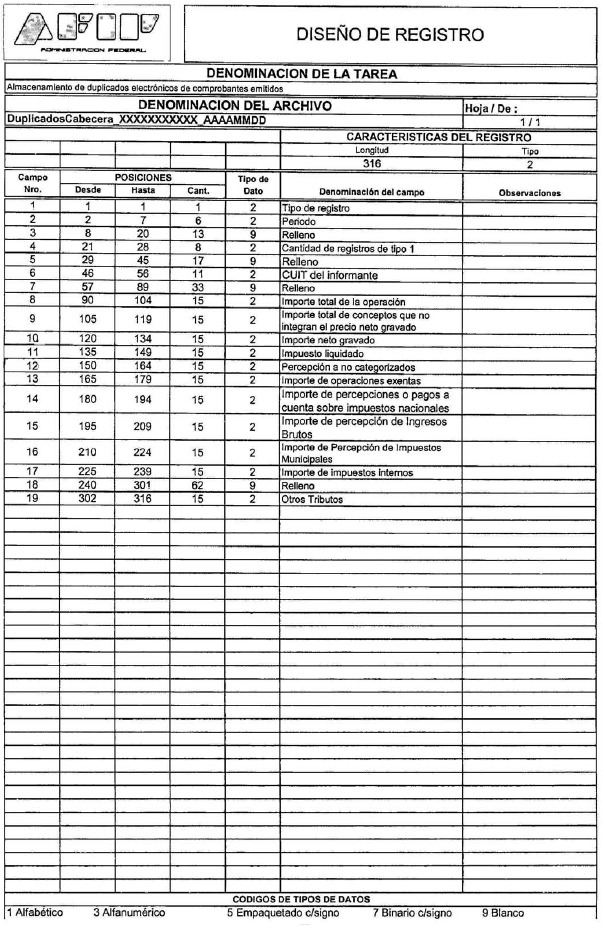 AFIP
ADMINISTRACION FEDERAL
DISEÑO DE REGISTRO
DENOMINACION DE LA TAREA
Almacenamiento de duplicados electrónicos de comprobantes emitidos
DENOMINACION DEL ARCHIVO Hoja / De :
DuplicadosCabecera_XXXXXXXXXXX_AAAAMMDD 1 / 1
CARACTERISTICAS DEL REGISTRO
Longitud Tipo
316 2
Campo POSICIONES Tipo de
Nro. Desde Hasta Cant. Dato Denominación del campo Observaciones
1 1 1 1 2 Tipo de registro
2 2 7 6 2 Periodo
3 8 20 13 9 Relleno
4 21 28 8 2 Cantidad de registros de tipo 1
5 29 45 17 9 Relleno
6 46 56 11 2 CUIT del informante
7 57 89 33 9 Relleno
8 90 104 15 2 Importe total de la operación
9 105 119 15 2 Importe total de conceptos que no
integran el precio neto gravado
10 120 134 15 2 Importe neto gravado
11 135 149 15 2 Impuesto liquidado
12 150 164 15 2 Percepción a no categorizados
13 165 179 15 2 Importe de operaciones exentas
14 180 194 15 2 Importe de percepciones o pagos a
cuenta sobre impuestos nacionales
15 195 209 15 2 Importe de percepción de Ingresos
Brutos
16 210 224 15 2 Importe de Percepción de Impuestos
Municipales
17 225 239 15 2 Importe de impuestos internos
18 240 301 62 9 Relleno
19 302 316 15 2 Otros Tributos
CODIGOS DE TIPOS DE DATOS
1 Alfabético 3 Alfanumérico 5 Empaquetado c/signo 7 Binario c/signo 9 Blanco